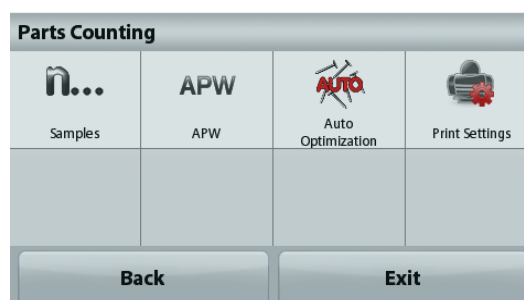 Parts Counting
n...
APW
AUTO
Samples
APW
Auto
Optimization
Print Settings
Back
Exit